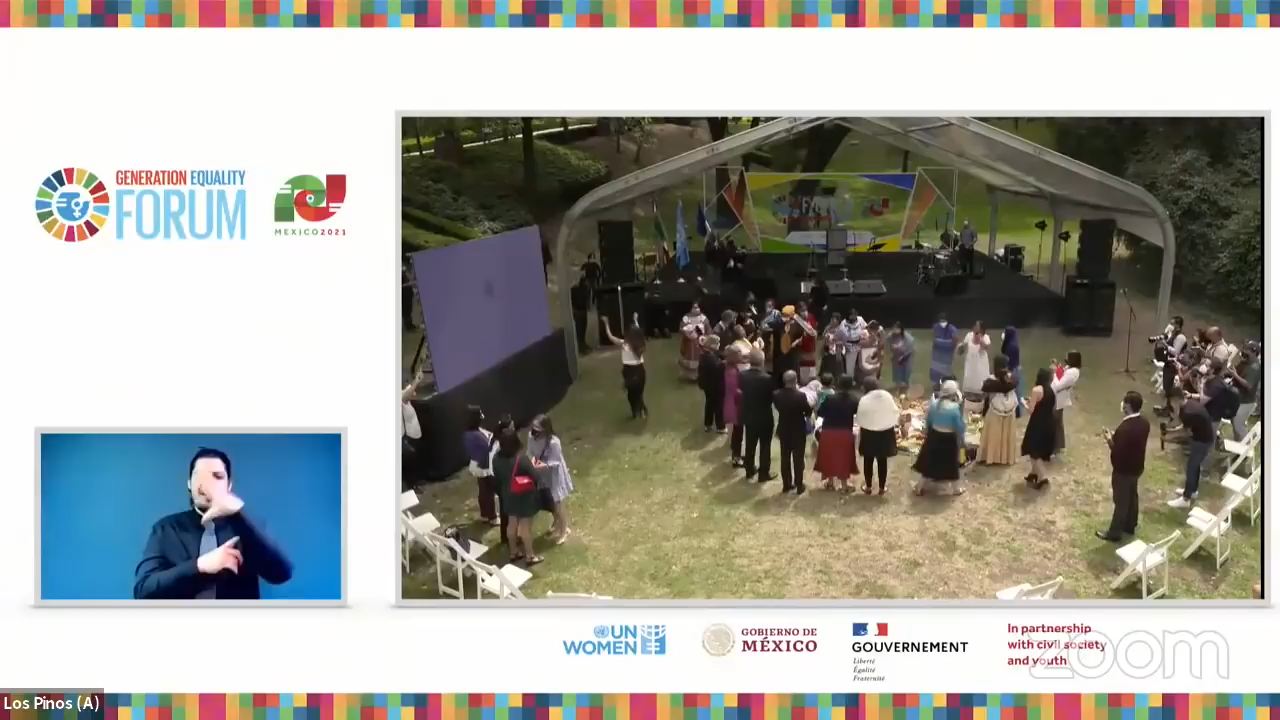 GENERATION EQUALITY
FORUM
MEXICO2021
UN
WOMEN
GOBIERNO DE
MÉXICO
GOUVERNEMENT
Liberté
Égalité
Fraternité
In partnership
with civil society
and youth
zoom
Los Pinos (A)